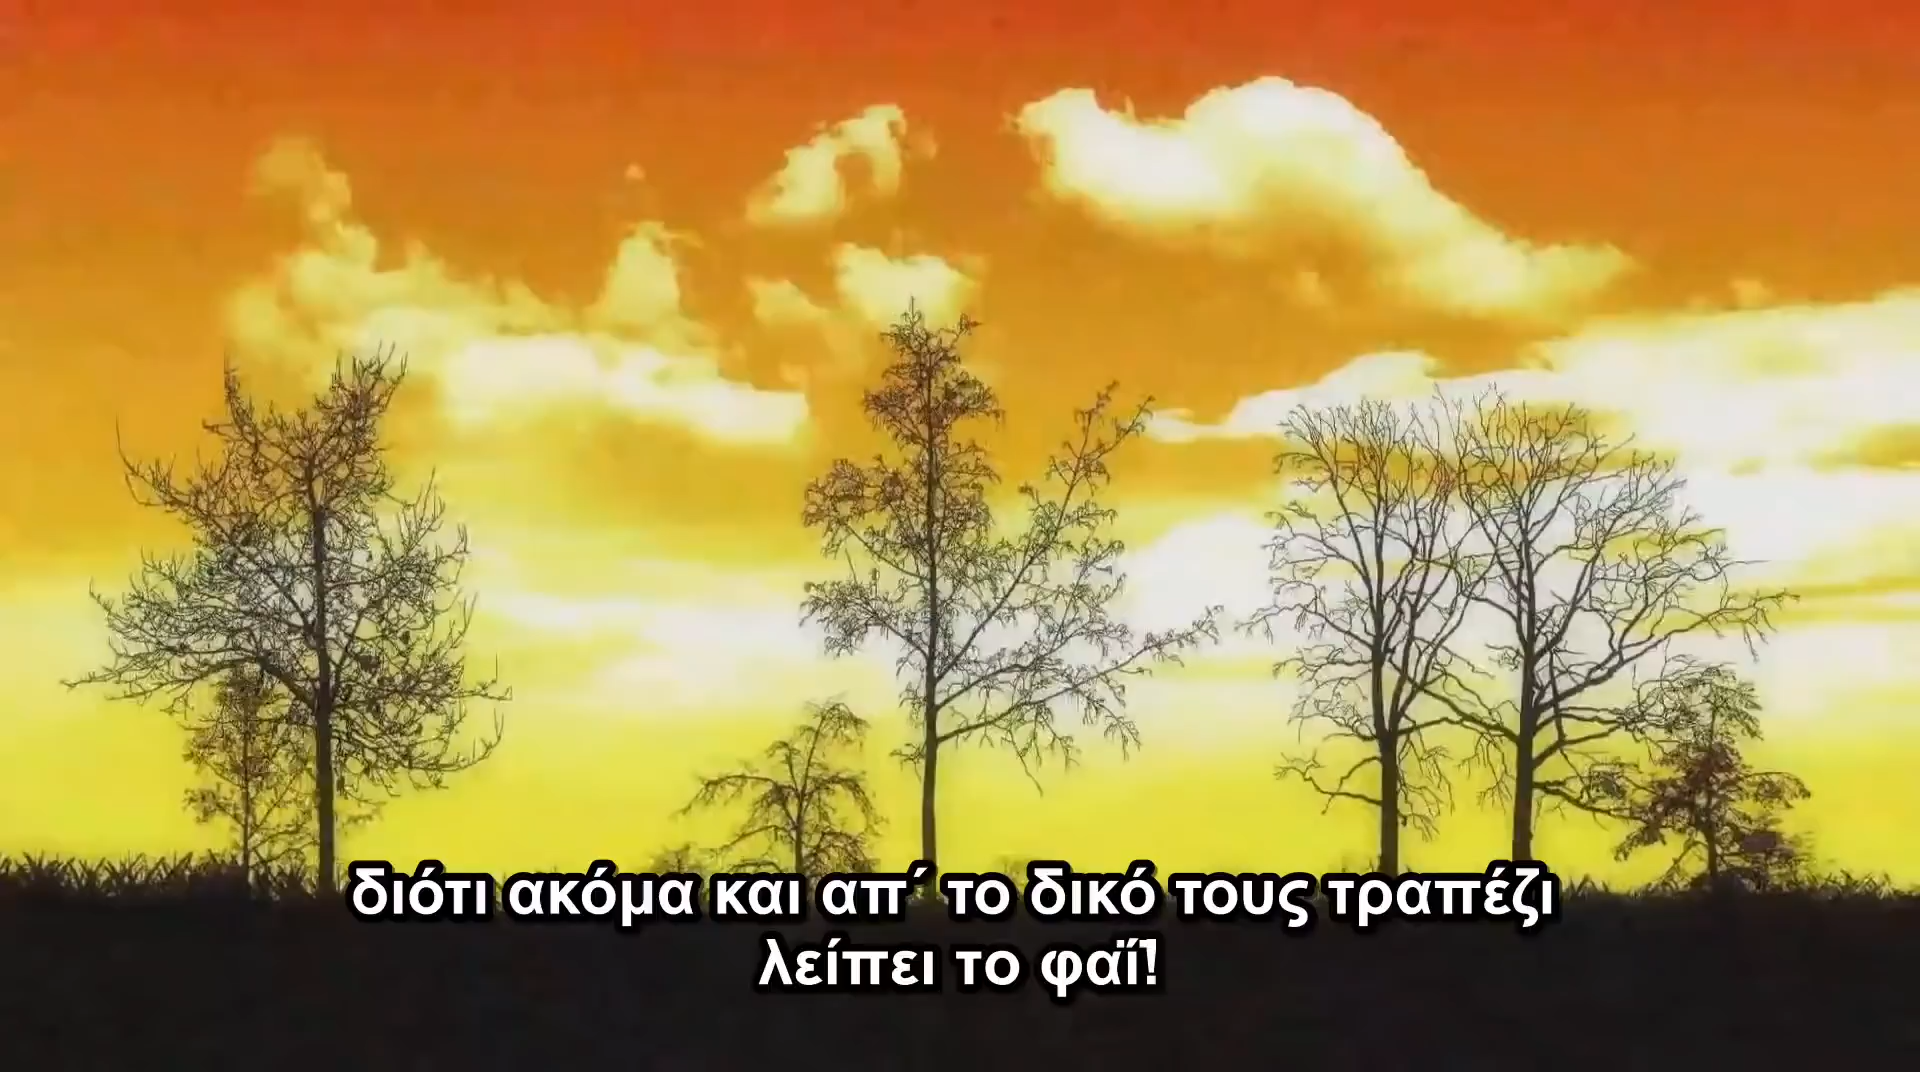 διότι ακόμα και απ΄ το δικό τους τραπέζι
λείπει το φαΐ!